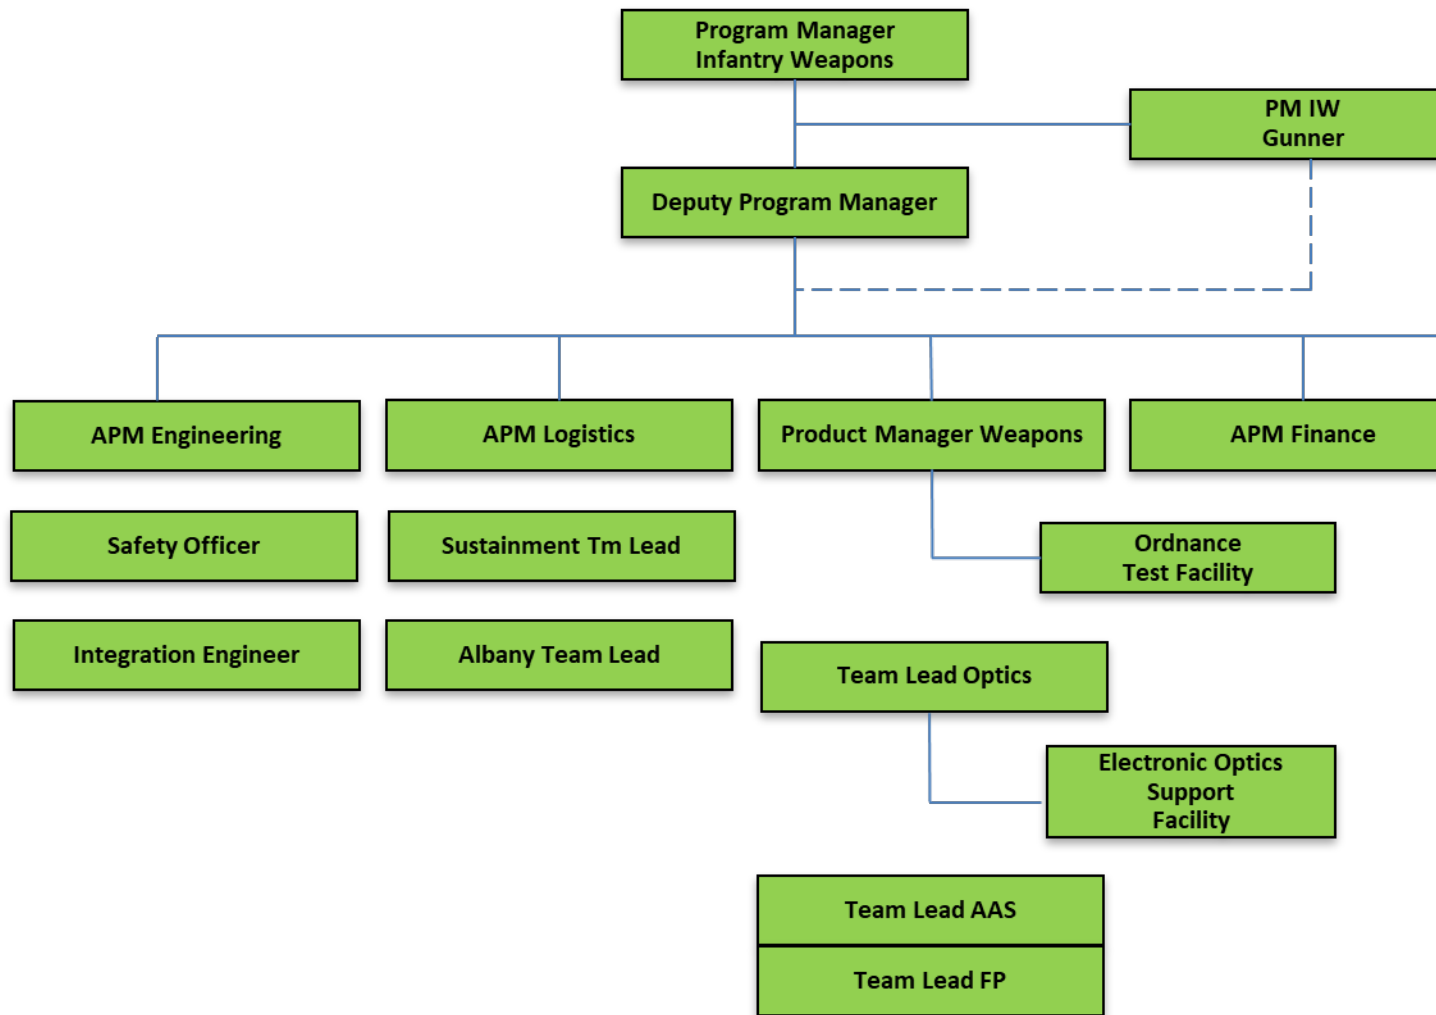 Program Manager
Infantry Weapons
PM IW
Gunner
Deputy Program Manager
APM Engineering
APM Logistics
Product Manager Weapons
APM Finance
Safety Officer
Sustainment Tm Lead
Ordnance
Test Facility
Integration Engineer
Albany Team Lead
Team Lead Optics
Electronic Optics
Support
Facility
Team Lead AAS
Team Lead FP